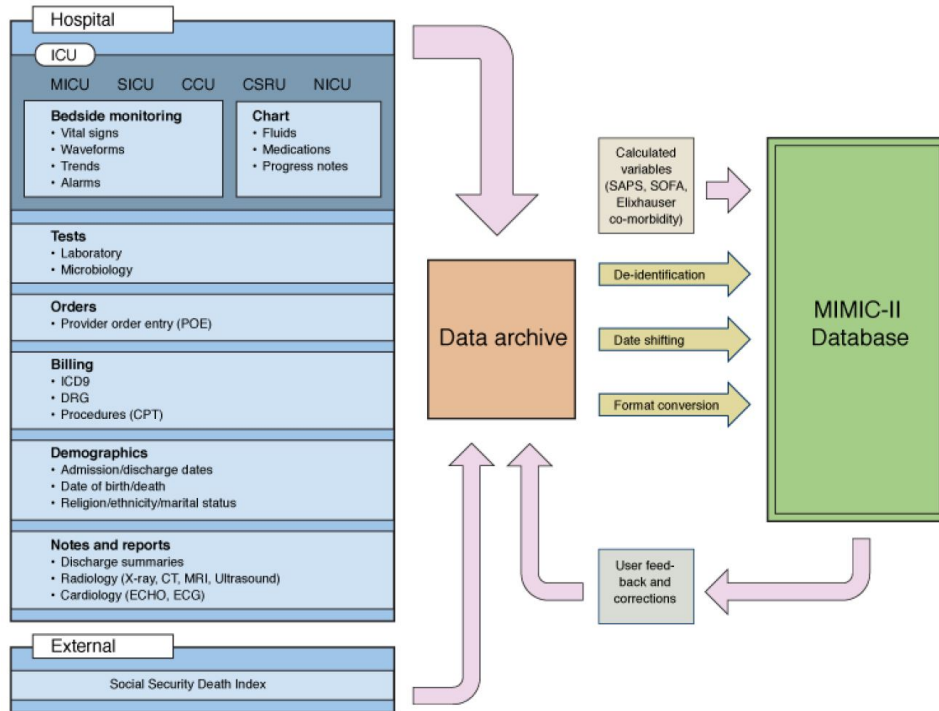 Hospital
ICU
MICU SICU CCU CSRU NICU
Bedside monitoring
• Vital signs
• Waveforms
• Trends
• Alarms
Chart
• Fluids
• Medications
• Progress notes
Tests
• Laboratory
• Microbiology
Orders
• Provider order entry (POE)
Billing
• ICD9
• DRG
• Procedures (CPT)
Demographics
• Admission/discharge dates
• Date of birth/death
• Religion/ethnicity/marital status
Notes and reports
• Discharge summaries
• Radiology (X-ray, CT, MRI, Ultrasound)
• Cardiology (ECHO, ECG)
External
Social Security Death Index
Data archive
Calculated
variables
(SAPS, SOFA,
Elixhauser
co-morbidity)
De-identification
Date shifting
Format conversion
User feed-
back and
corrections
MIMIC-II
Database